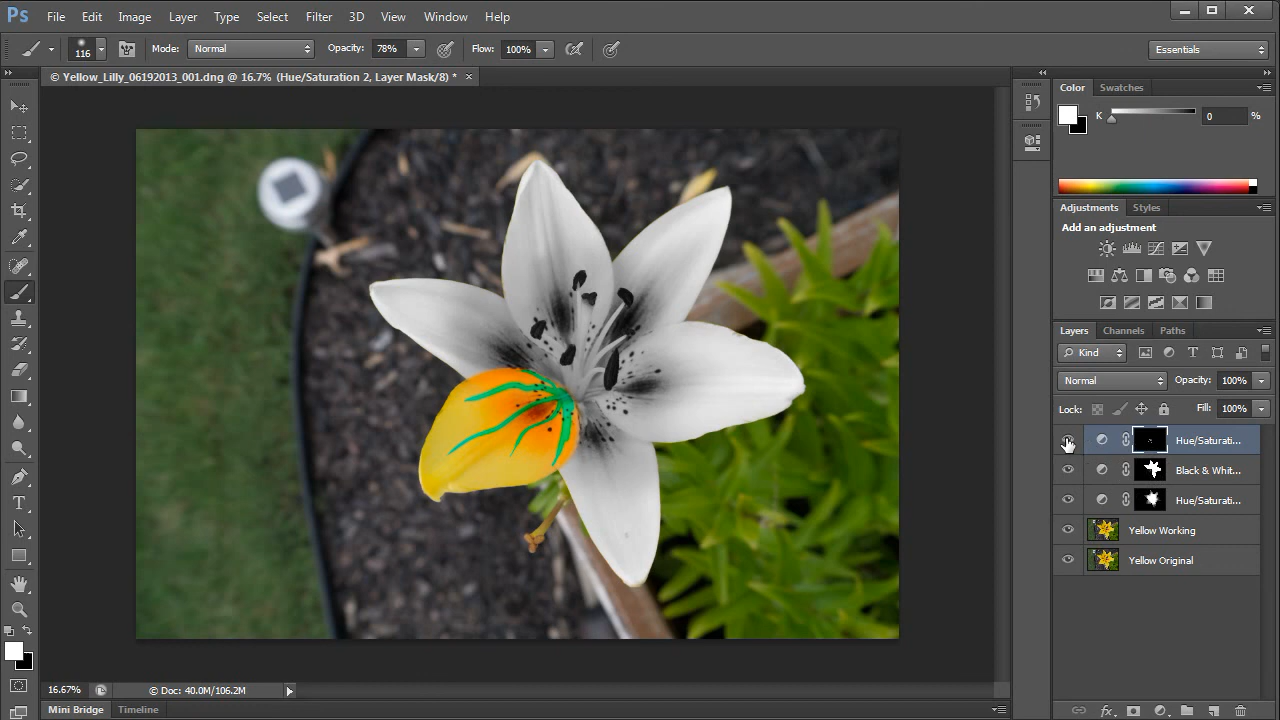 Ps File Edit Image Layer Type Select Filter 3D View Window Help
116 Mode: Normal Opacity: 78% Flow: 100% Essentials
© Yellow_Lilly_06192013_001.dng @ 16.7% (Hue/Saturation 2, Layer Mask/8) * ×
Color Swatches
K 0 %
Adjustments Styles
Add an adjustment
Layers Channels Paths
Kind
Normal Opacity: 100%
Lock: Fill: 100%
Hue/Saturati...
Black & Whit...
Hue/Saturati...
Yellow Working
Yellow Original
16.67% © Doc: 40.0M/106.2M
Mini Bridge Timeline